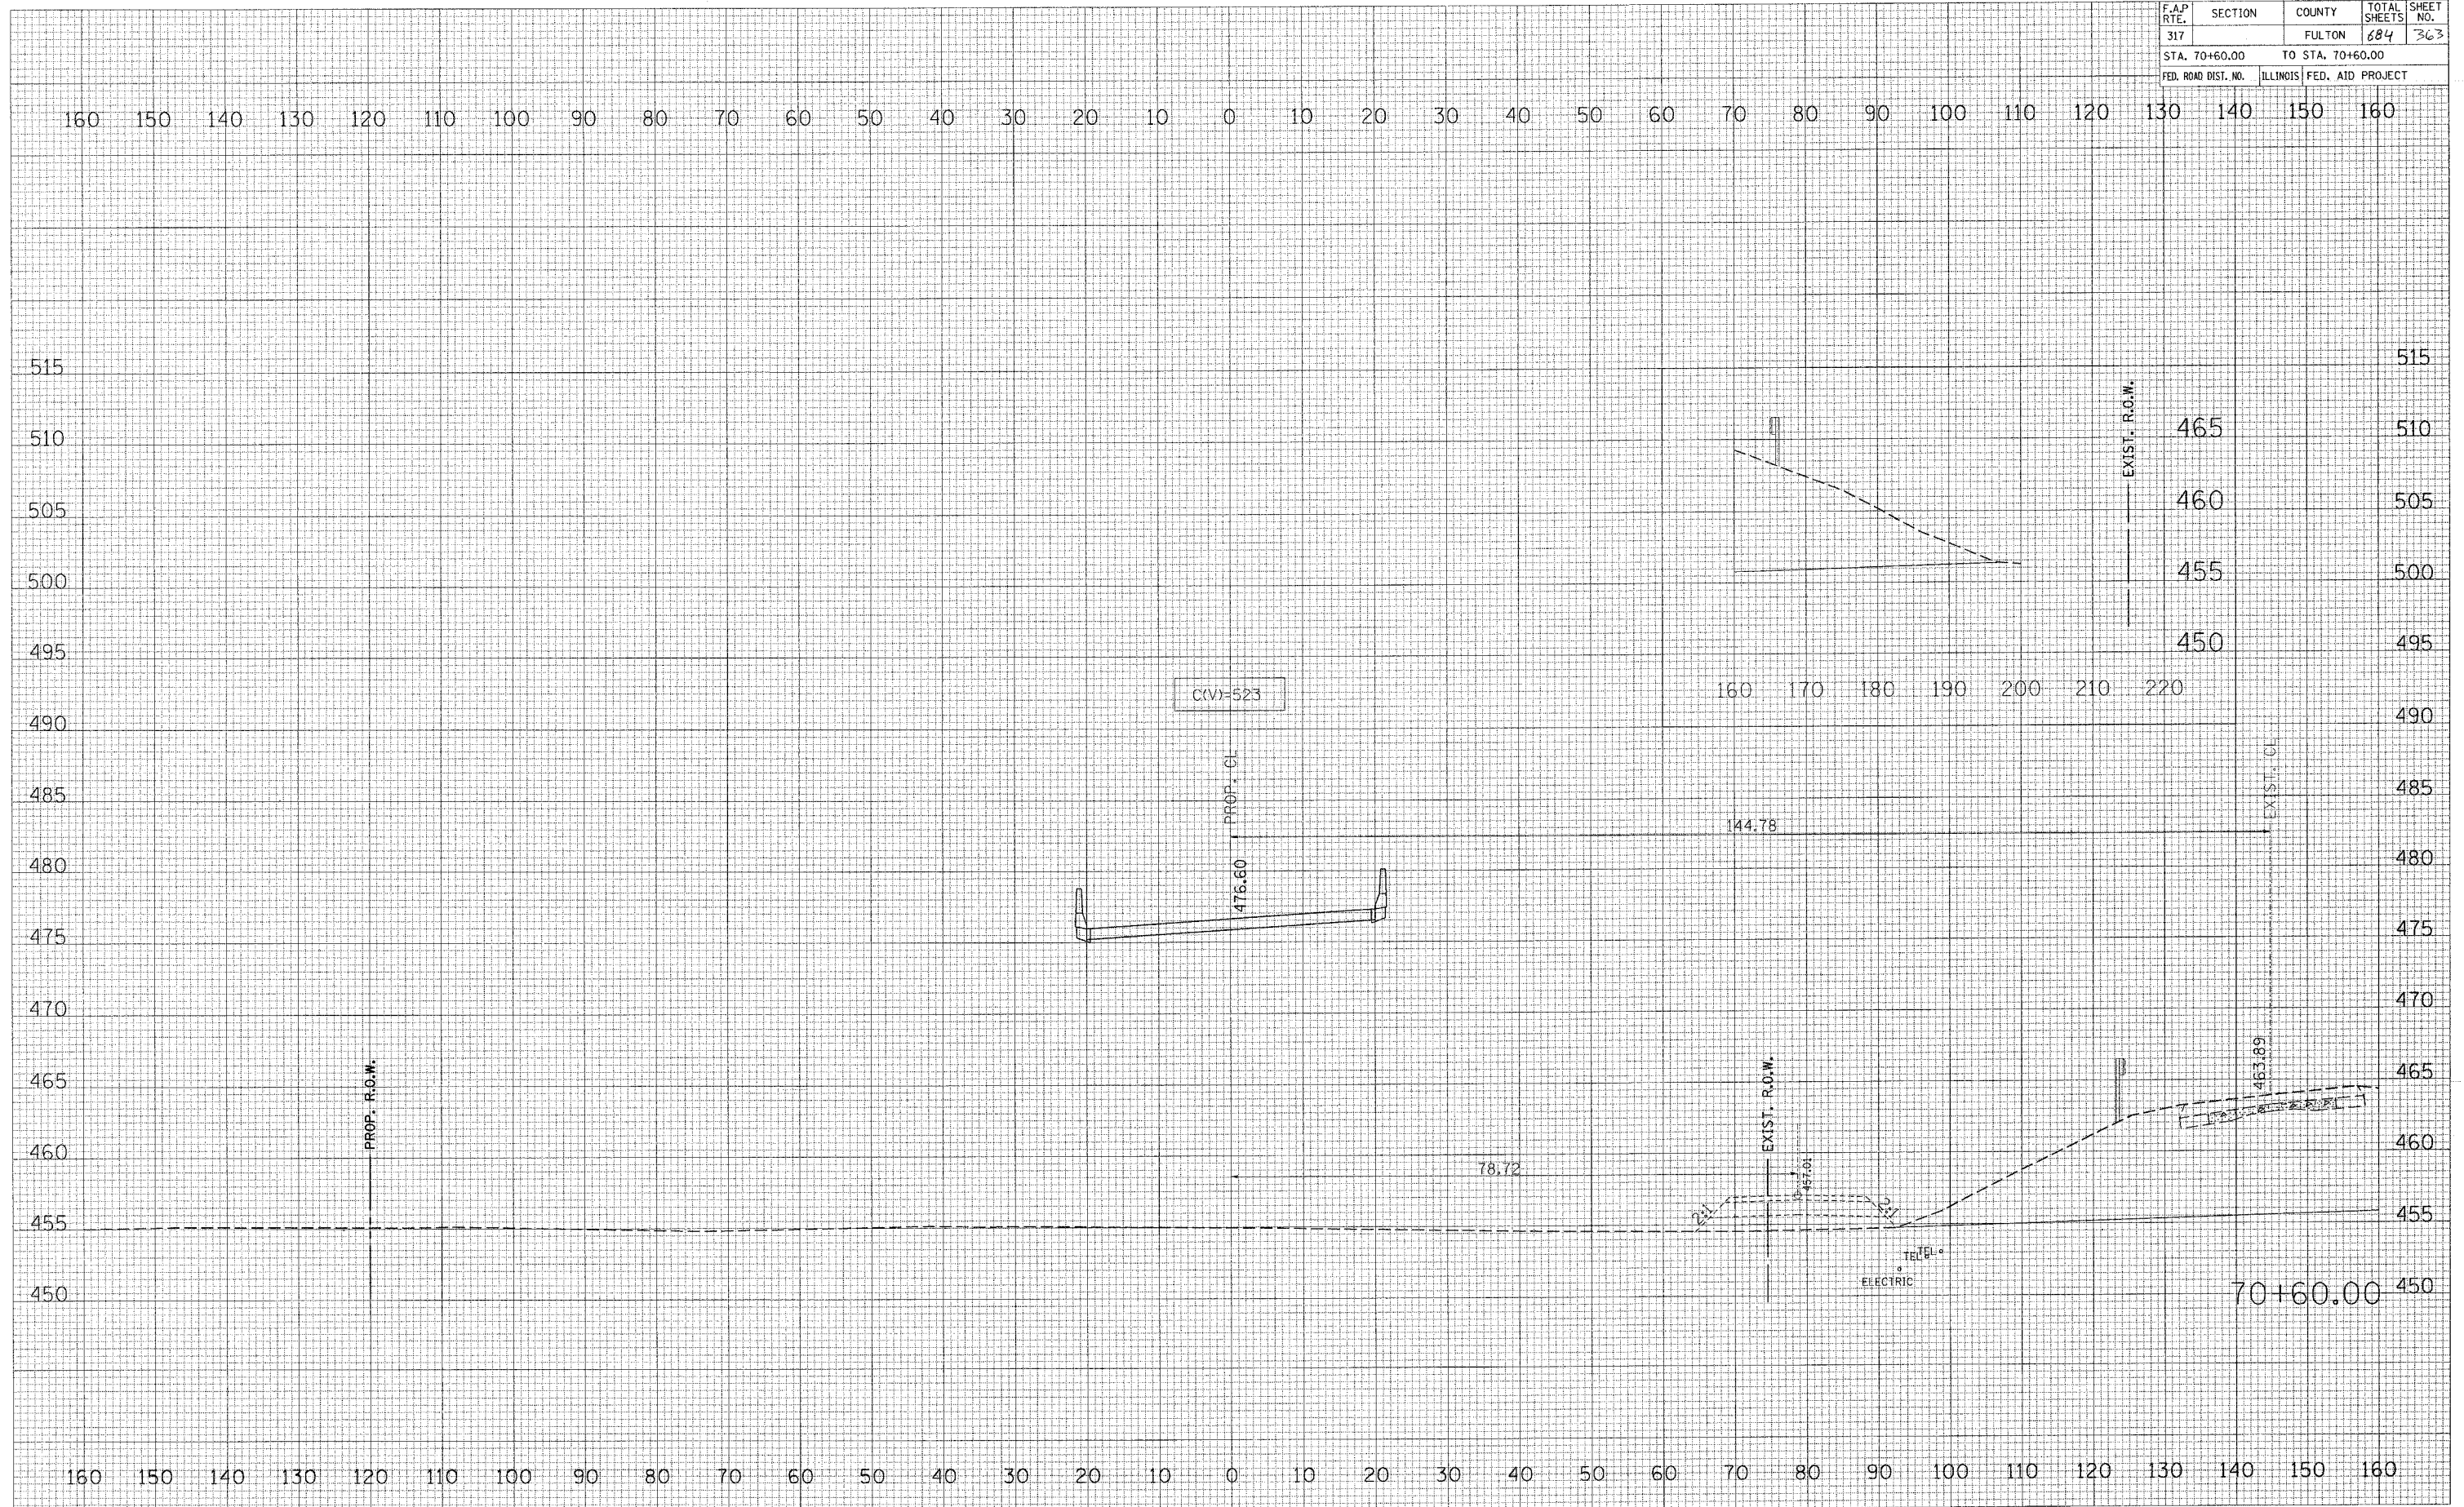 F.A.P RTE. SECTION COUNTY TOTAL SHEETS SHEET NO.
317 FULTON 684 363
STA. 70+60.00 TO STA. 70+60.00
FED. ROAD DIST. NO. ILLINOIS FED. AID PROJECT
160 150 140 130 120 110 100 90 80 70 60 50 40 30 20 10 0 10 20 30 40 50 60 70 80 90 100 110 120 130 140 150 160
515 515
EXIST. R.O.W.
465
510 510
460
505 505
455
500 500
450
495 495
160 170 180 190 200 210 220
C(V)=523
490 490
PROP. CL
EXIST. CL
485 485
144.78
480 480
476.60
475 475
470 470
463.89
PROP. R.O.W.
EXIST. R.O.W.
465 465
460 460
78.72
457.01
2:1
2:1
455 455
TEL
TEL
ELECTRIC
450 450
70+60.00
160 150 140 130 120 110 100 90 80 70 60 50 40 30 20 10 0 10 20 30 40 50 60 70 80 90 100 110 120 130 140 150 160